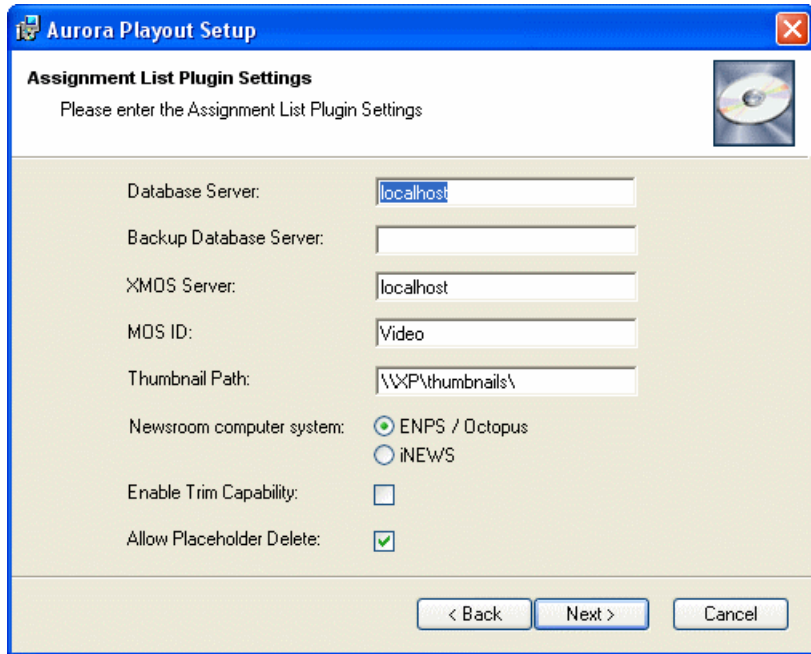 Aurora Playout Setup
Assignment List Plugin Settings
Please enter the Assignment List Plugin Settings
Database Server: localhost
Backup Database Server:
XMOS Server: localhost
MOS ID: Video
Thumbnail Path: \\XP\thumbnails\
Newsroom computer system: ENPS / Octopus
iNEWS
Enable Trim Capability:
Allow Placeholder Delete:
< Back Next > Cancel